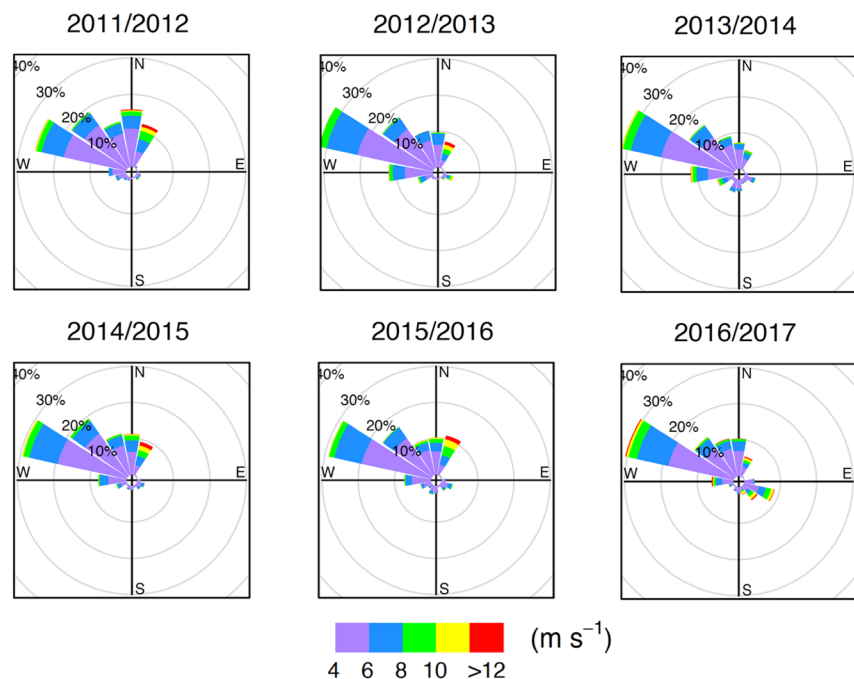 2011/2012
2012/2013
2013/2014
40%
30%
20%
10%
N
W
E
S
40%
30%
20%
10%
N
W
E
S
40%
30%
20%
10%
N
W
E
S
2014/2015
2015/2016
2016/2017
40%
30%
20%
10%
N
W
E
S
40%
30%
20%
10%
N
W
E
S
40%
30%
20%
10%
N
W
E
S
(m s⁻¹)
4 6 8 10 >12